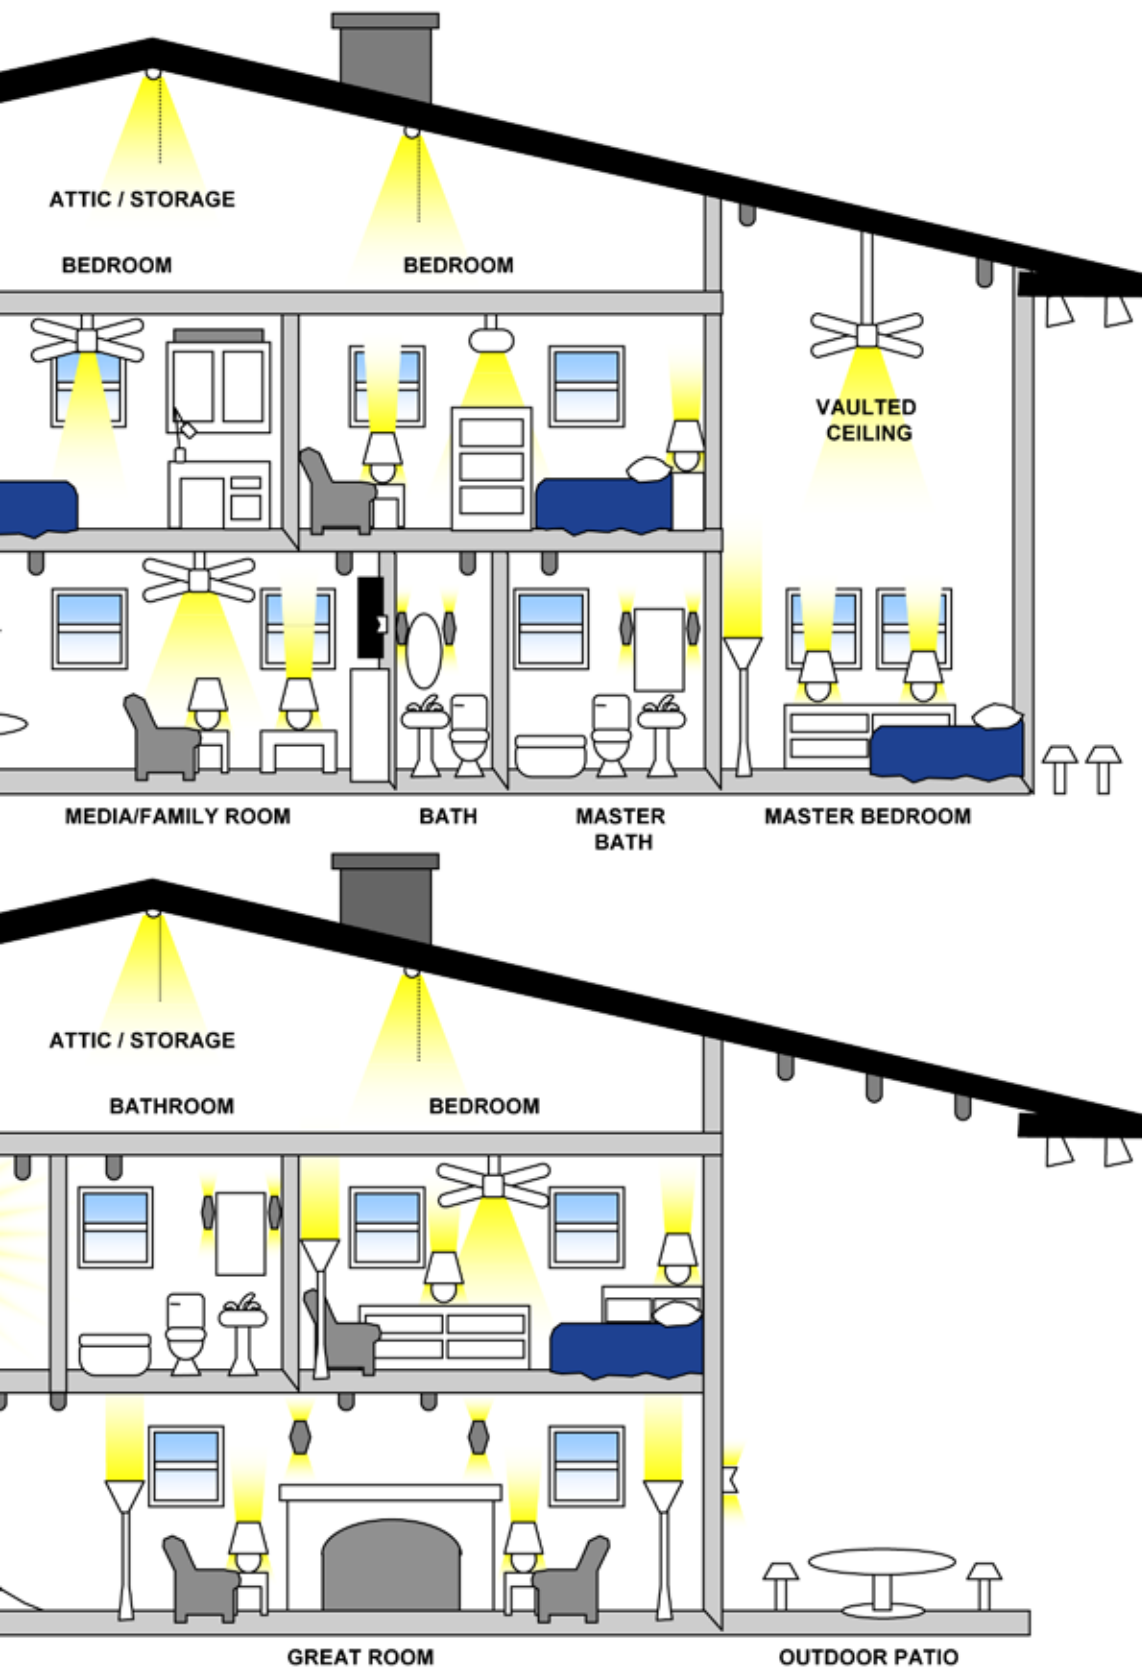 ATTIC / STORAGE
BEDROOM
BEDROOM
VAULTED
CEILING
MEDIA/FAMILY ROOM
BATH
MASTER
BATH
MASTER BEDROOM
ATTIC / STORAGE
BATHROOM
BEDROOM
GREAT ROOM
OUTDOOR PATIO